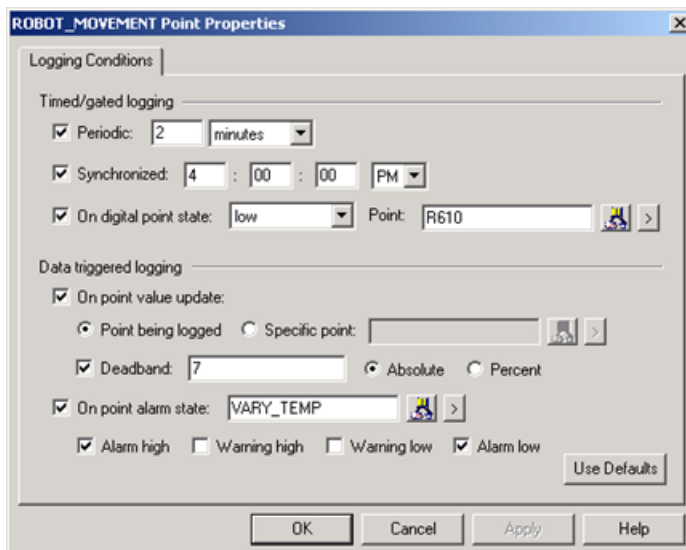 ROBOT_MOVEMENT Point Properties
Logging Conditions
Timed/gated logging
Periodic: 2 minutes
Synchronized: 4 : 00 : 00 PM
On digital point state: low Point: R610 >
Data triggered logging
On point value update:
Point being logged Specific point: >
Deadband: 7 Absolute Percent
On point alarm state: VARY_TEMP >
Alarm high Warning high Warning low Alarm low
Use Defaults
OK Cancel Apply Help